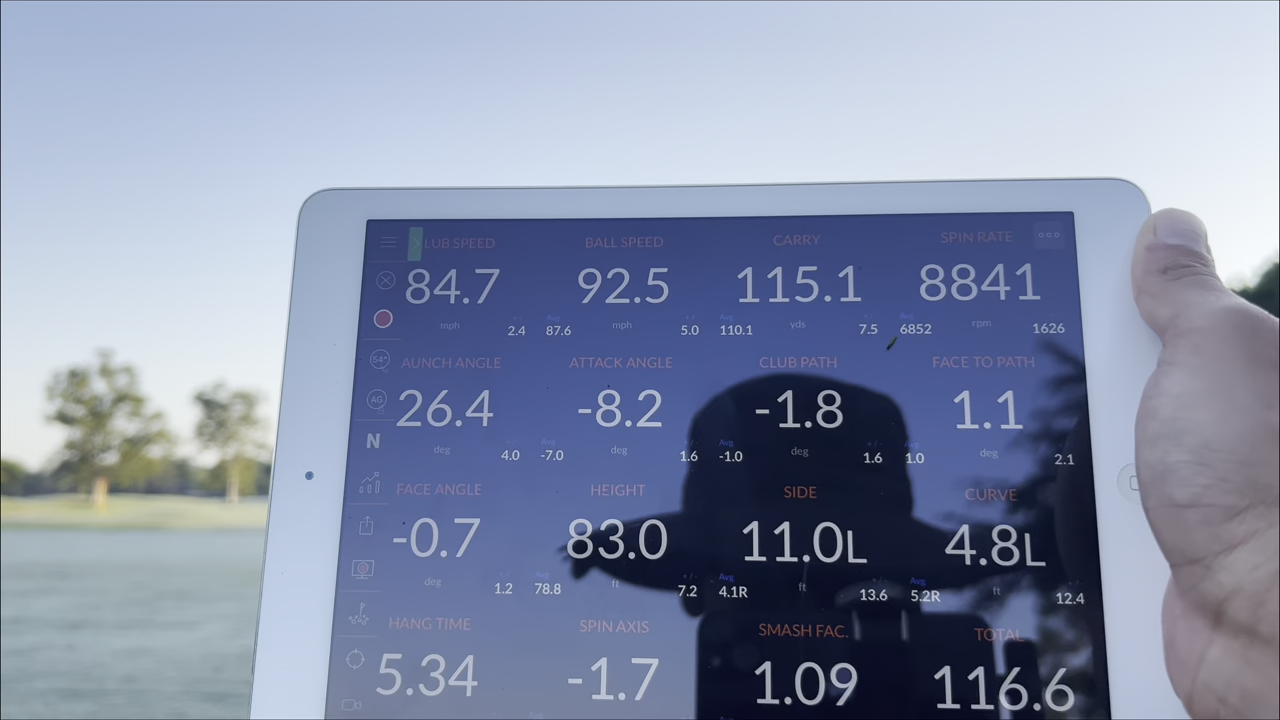 LUB SPEED BALL SPEED CARRY SPIN RATE
84.7 92.5 115.1 8841
mph 2.4 Avg 87.6 mph +/- 5.0 Avg 110.1 yds 7.5 Avg 6852 rpm 1626
54°
AUNCH ANGLE ATTACK ANGLE CLUB PATH FACE TO PATH
AG
26.4 -8.2 -1.8 1.1
N
deg +/- 4.0 Avg -7.0 deg +/- 1.6 Avg -1.0 deg +/- 1.6 Avg 1.0 deg 2.1
FACE ANGLE HEIGHT SIDE CURVE
-0.7 83.0 11.0L 4.8L
deg 1.2 78.8 ft +/- 7.2 Avg 4.1R ft +/- 13.6 Avg 5.2R ft +/- 12.4
HANG TIME SPIN AXIS SMASH FAC. TOTAL
5.34 -1.7 1.09 116.6